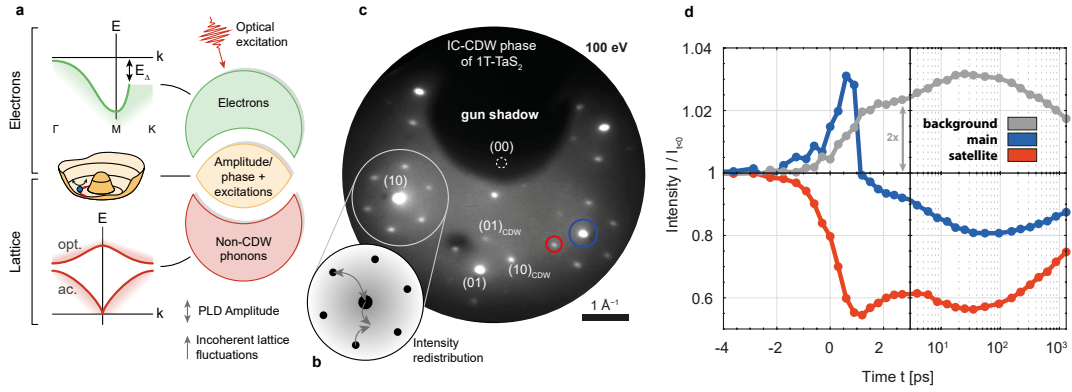 a
Electrons
Lattice
E
k
E_Δ
Γ
M
K
E
opt.
ac.
k
Optical
excitation
Electrons
Amplitude/
phase +
excitations
Non-CDW
phonons
PLD Amplitude
Incoherent lattice
fluctuations
b
Intensity
redistribution
c
IC-CDW phase
of 1T-TaS₂
100 eV
gun shadow
(00)
(10)
(01)CDW
(10)CDW
(01)
1 Å⁻¹
d
Intensity I / I_t<0
1.04
1.02
1
0.8
0.6
2x
background
main
satellite
-4
-2
0
2
10¹
10²
10³
Time t [ps]